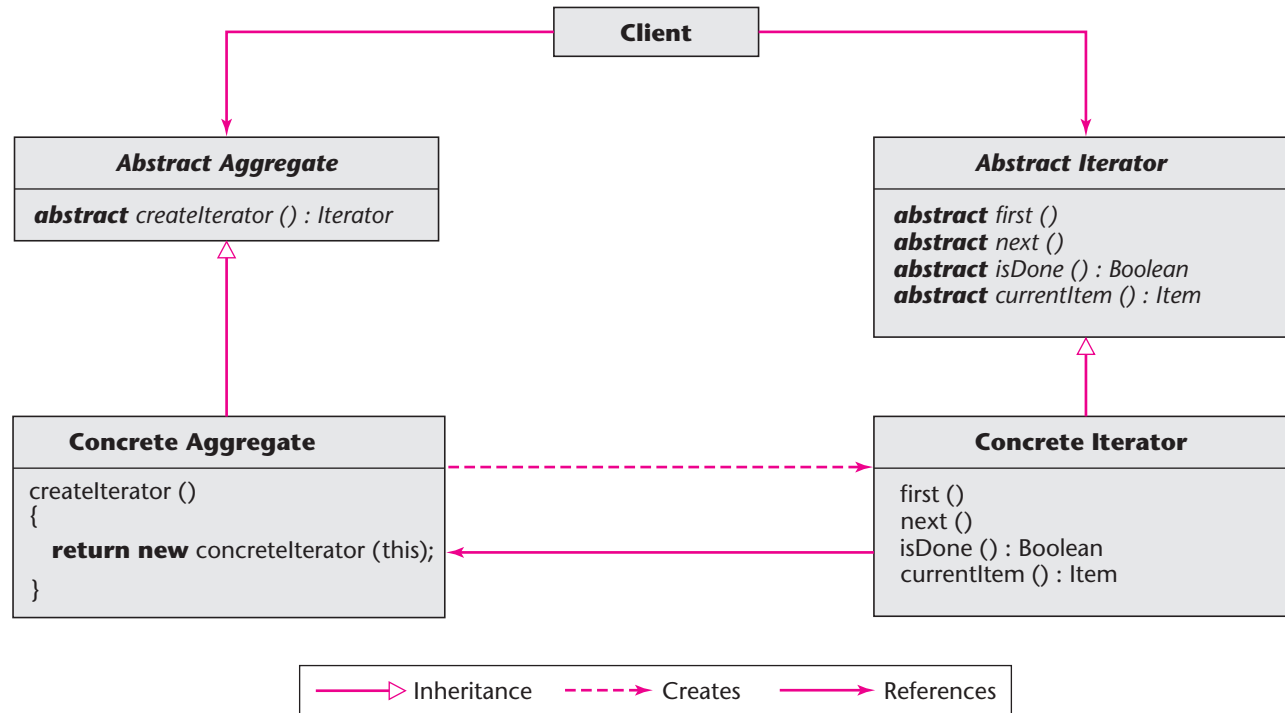 Client
Abstract Aggregate
abstract createIterator () : Iterator
Abstract Iterator
abstract first ()
abstract next ()
abstract isDone () : Boolean
abstract currentItem () : Item
Concrete Aggregate
createIterator ()
{
return new concreteIterator (this);
}
Concrete Iterator
first ()
next ()
isDone () : Boolean
currentItem () : Item
Inheritance
Creates
References